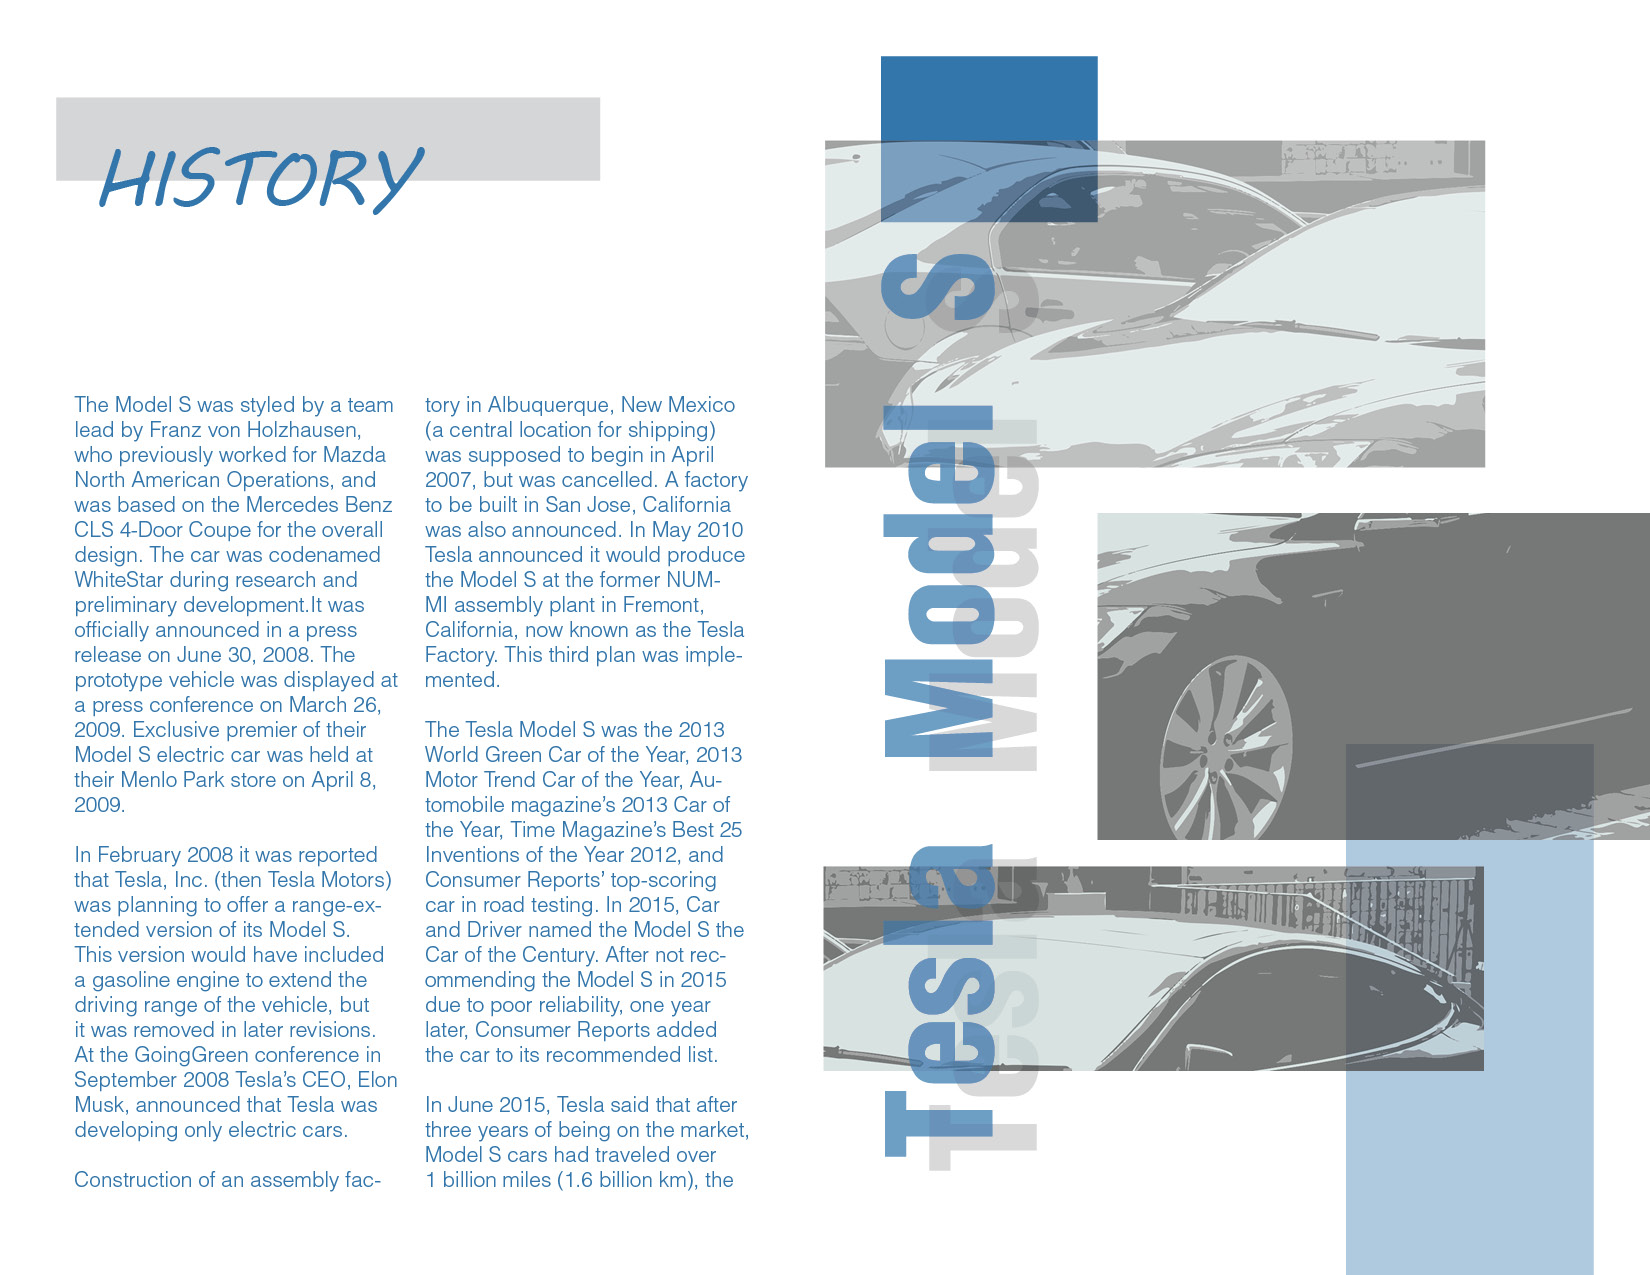 HISTORY
The Model S was styled by a team
lead by Franz von Holzhausen,
who previously worked for Mazda
North American Operations, and
was based on the Mercedes Benz
CLS 4-Door Coupe for the overall
design. The car was codenamed
WhiteStar during research and
preliminary development.It was
officially announced in a press
release on June 30, 2008. The
prototype vehicle was displayed at
a press conference on March 26,
2009. Exclusive premier of their
Model S electric car was held at
their Menlo Park store on April 8,
2009.
In February 2008 it was reported
that Tesla, Inc. (then Tesla Motors)
was planning to offer a range-ex-
tended version of its Model S.
This version would have included
a gasoline engine to extend the
driving range of the vehicle, but
it was removed in later revisions.
At the GoingGreen conference in
September 2008 Tesla's CEO, Elon
Musk, announced that Tesla was
developing only electric cars.
Construction of an assembly fac-
tory in Albuquerque, New Mexico
(a central location for shipping)
was supposed to begin in April
2007, but was cancelled. A factory
to be built in San Jose, California
was also announced. In May 2010
Tesla announced it would produce
the Model S at the former NUM-
MI assembly plant in Fremont,
California, now known as the Tesla
Factory. This third plan was imple-
mented.
The Tesla Model S was the 2013
World Green Car of the Year, 2013
Motor Trend Car of the Year, Au-
tomobile magazine's 2013 Car of
the Year, Time Magazine's Best 25
Inventions of the Year 2012, and
Consumer Reports' top-scoring
car in road testing. In 2015, Car
and Driver named the Model S the
Car of the Century. After not rec-
ommending the Model S in 2015
due to poor reliability, one year
later, Consumer Reports added
the car to its recommended list.
In June 2015, Tesla said that after
three years of being on the market,
Model S cars had traveled over
1 billion miles (1.6 billion km), the
Tesla Model S
Tesla Model S